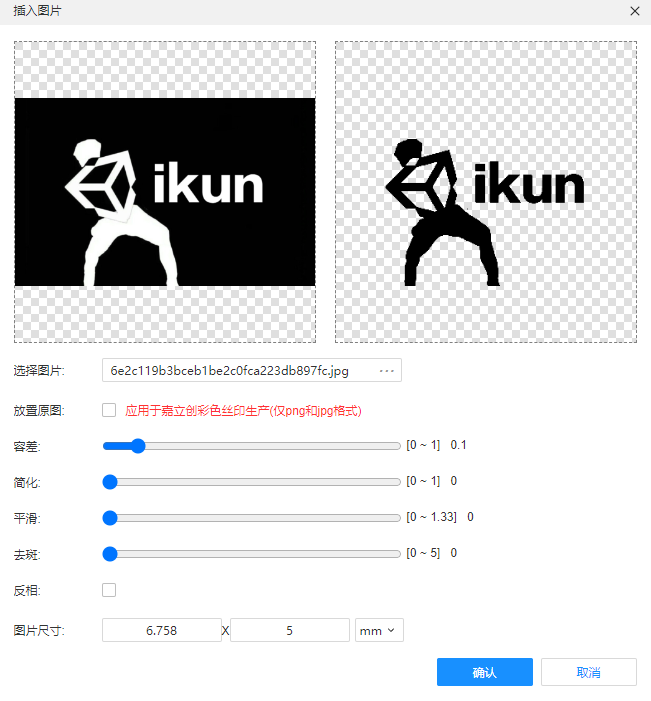 插入图片
ikun
ikun
选择图片: 6e2c119b3bceb1be2c0fca223db897fc.jpg ...
放置原图: 应用于嘉立创彩色丝印生产(仅png和jpg格式)
容差: [0 ~ 1] 0.1
简化: [0 ~ 1] 0
平滑: [0 ~ 1.33] 0
去斑: [0 ~ 5] 0
反相:
图片尺寸: 6.758 X 5 mm
确认 取消